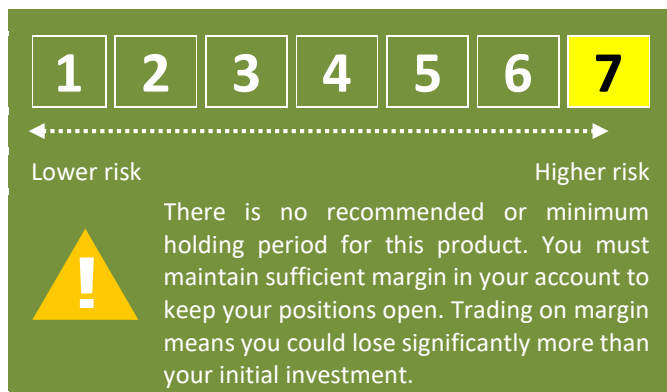 1 2 3 4 5 6 7
Lower risk Higher risk
There is no recommended or minimum
holding period for this product. You must
maintain sufficient margin in your account to
keep your positions open. Trading on margin
means you could lose significantly more than
your initial investment.